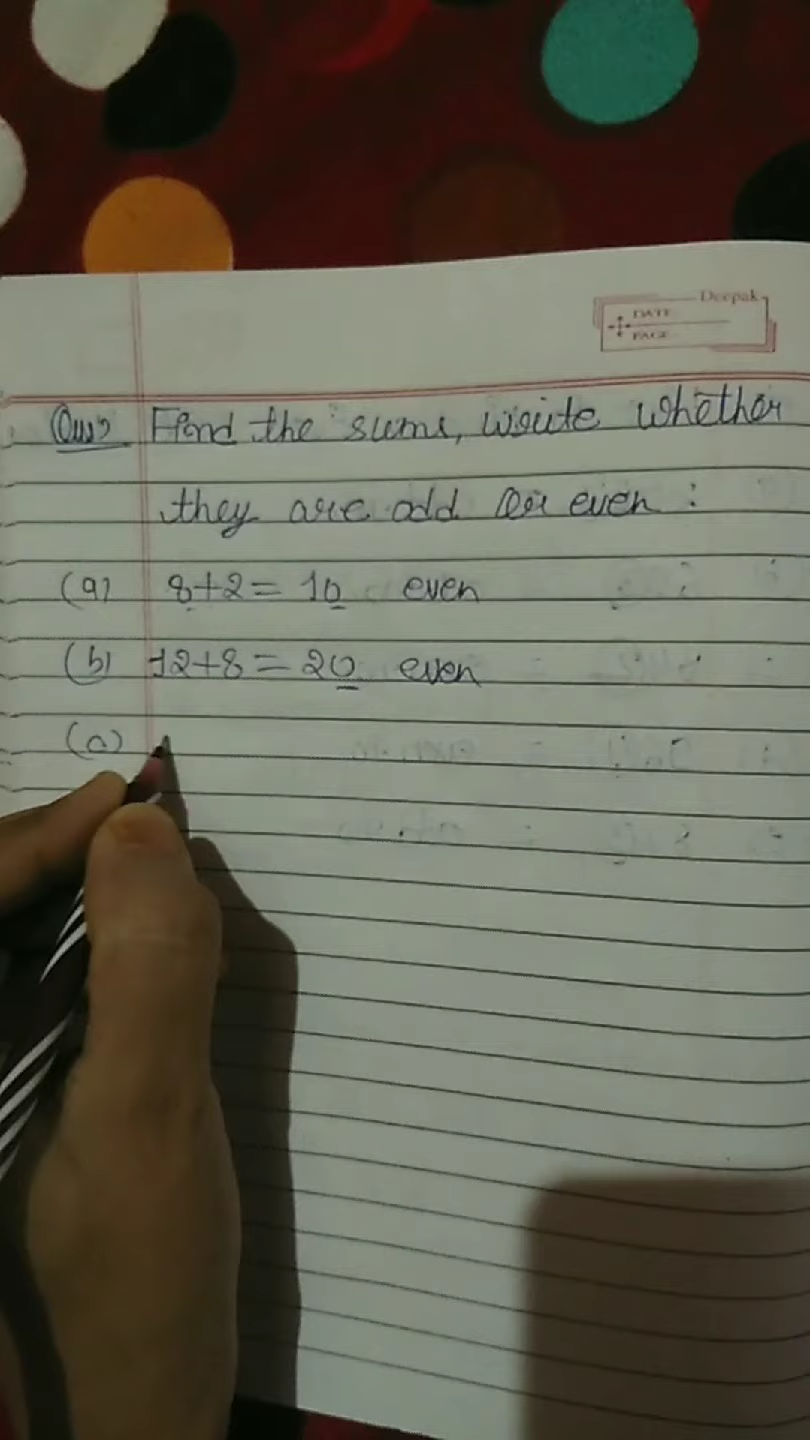 Deepak
DATE
PAGE
Ques Find the sums, write whether
they are odd or even :
(a) 8+2= 10 even
(b) 12+8= 20 even
(c)